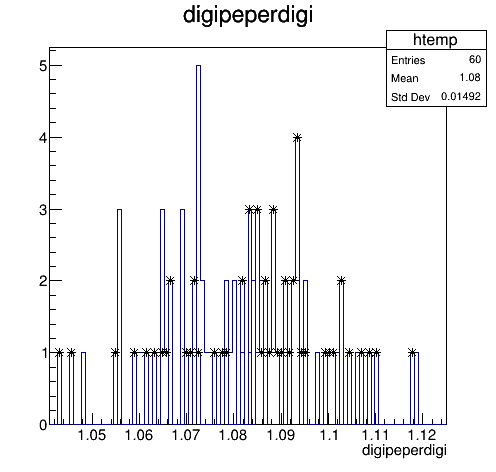 digipeperdigi
htemp
Entries 60
Mean 1.08
Std Dev 0.01492
5
4
3
2
1
0
1.05 1.06 1.07 1.08 1.09 1.1 1.11 1.12
digipeperdigi